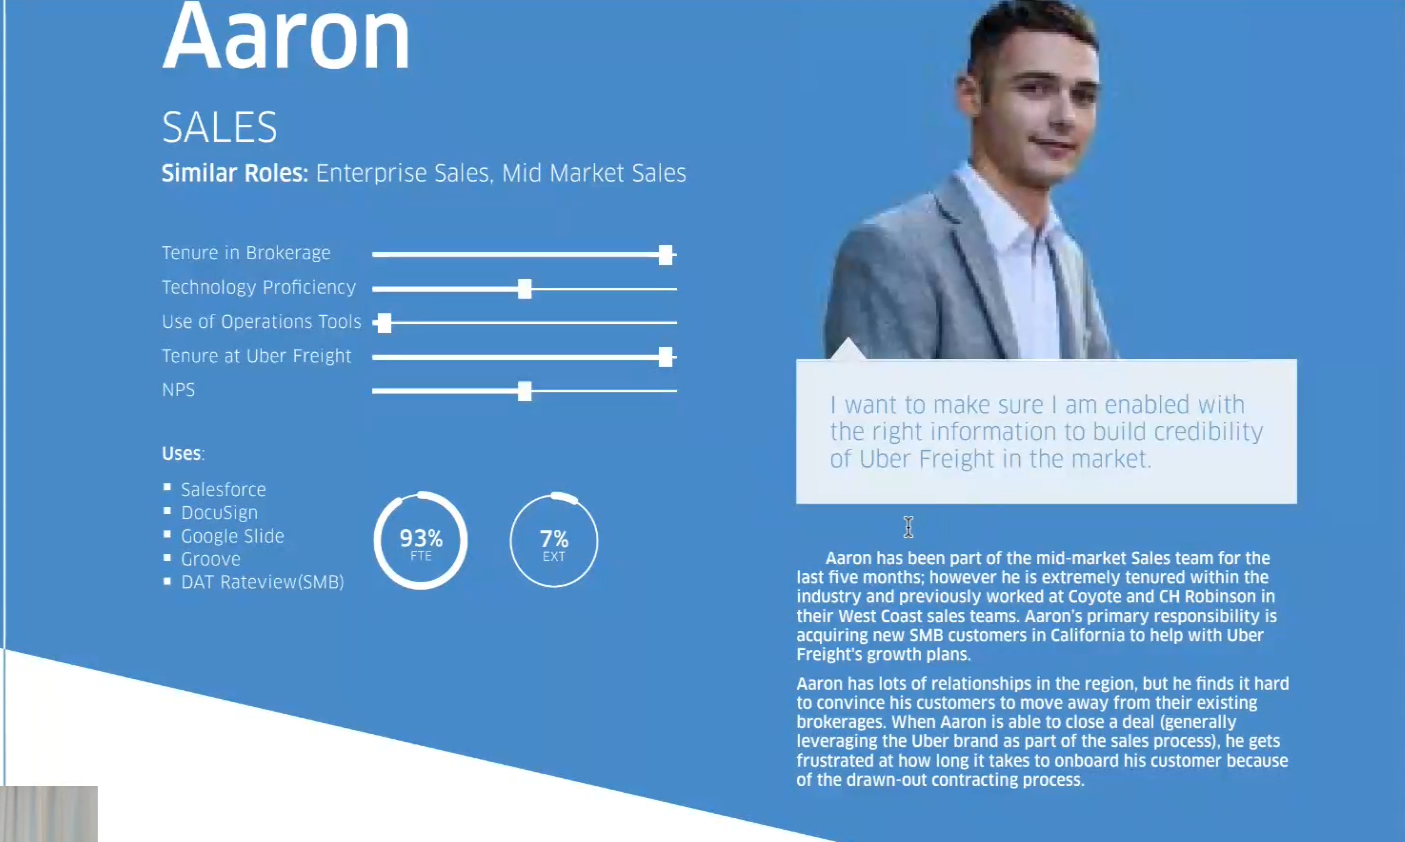 Aaron
SALES
Similar Roles: Enterprise Sales, Mid Market Sales
Tenure in Brokerage
Technology Proficiency
Use of Operations Tools
Tenure at Uber Freight
NPS
Uses:
Salesforce
DocuSign
Google Slide
Groove
DAT Rateview(SMB)
93%
FTE
7%
EXT
I want to make sure I am enabled with
the right information to build credibility
of Uber Freight in the market.
Aaron has been part of the mid-market Sales team for the
last five months; however he is extremely tenured within the
industry and previously worked at Coyote and CH Robinson in
their West Coast sales teams. Aaron's primary responsibility is
acquiring new SMB customers in California to help with Uber
Freight's growth plans.
Aaron has lots of relationships in the region, but he finds it hard
to convince his customers to move away from their existing
brokerages. When Aaron is able to close a deal (generally
leveraging the Uber brand as part of the sales process), he gets
frustrated at how long it takes to onboard his customer because
of the drawn-out contracting process.